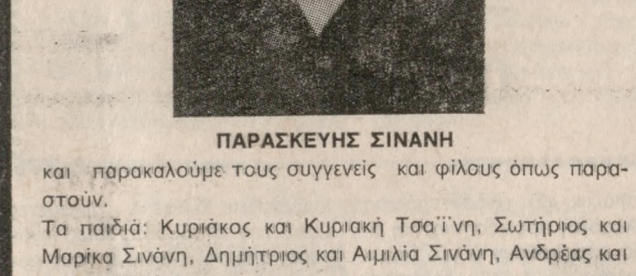 ΠΑΡΑΣΚΕΥΗΣ ΣΙΝΑΝΗ
και παρακαλούμε τους συγγενείς και φίλους όπως παρα-
στούν.
Τα παιδιά: Κυριάκος και Κυριακή Τσαΐνη, Σωτήριος και
Μαρίκα Σινάνη, Δημήτριος και Αιμιλία Σινάνη, Ανδρέας και